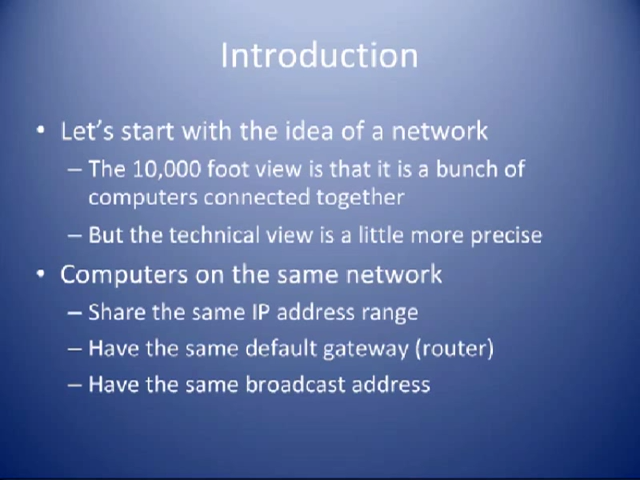 Introduction
• Let’s start with the idea of a network
– The 10,000 foot view is that it is a bunch of
computers connected together
– But the technical view is a little more precise
• Computers on the same network
– Share the same IP address range
– Have the same default gateway (router)
– Have the same broadcast address